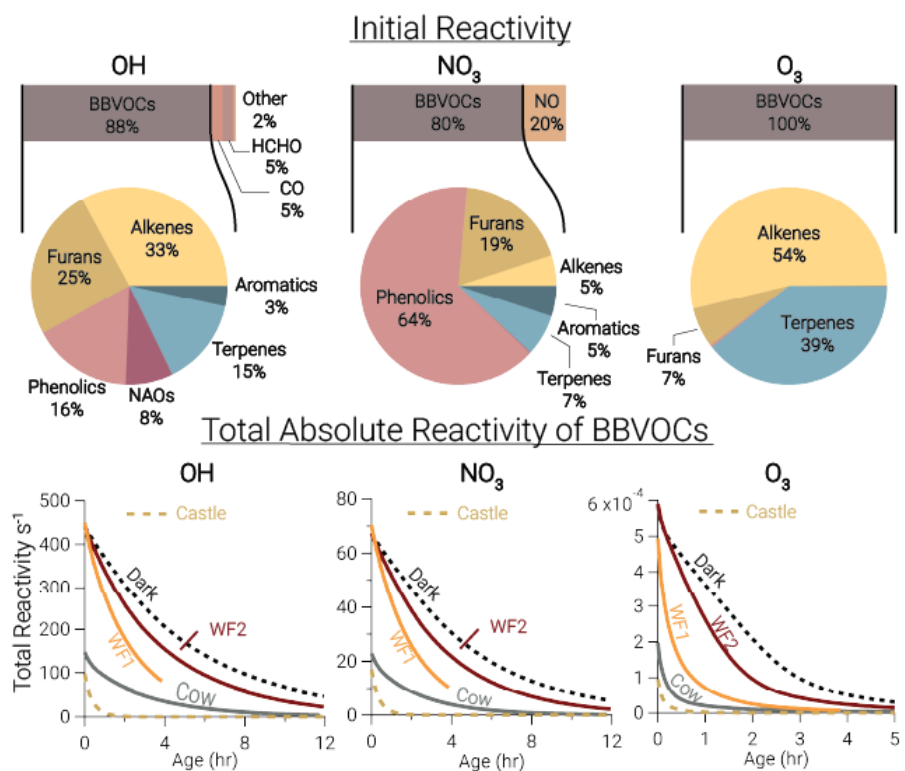 Initial Reactivity
OH
NO3
O3
BBVOCs
88%
Other
2%
HCHO
5%
CO
5%
BBVOCs
80%
NO
20%
BBVOCs
100%
Alkenes
33%
Furans
25%
Aromatics
3%
Terpenes
15%
NAOs
8%
Phenolics
16%
Furans
19%
Alkenes
5%
Phenolics
64%
Aromatics
5%
Terpenes
7%
Alkenes
54%
Terpenes
39%
Furans
7%
Total Absolute Reactivity of BBVOCs
OH
NO3
O3
Total Reactivity s-1
500
400
300
200
100
0
Castle
Dark
WF2
WF1
Cow
0 4 8 12
Age (hr)
80
60
40
20
0
Castle
Dark
WF2
WF1
Cow
0 4 8 12
Age (hr)
6 x10-4
5
4
3
2
1
0
Castle
Dark
WF1
WF2
Cow
0 1 2 3 4 5
Age (hr)